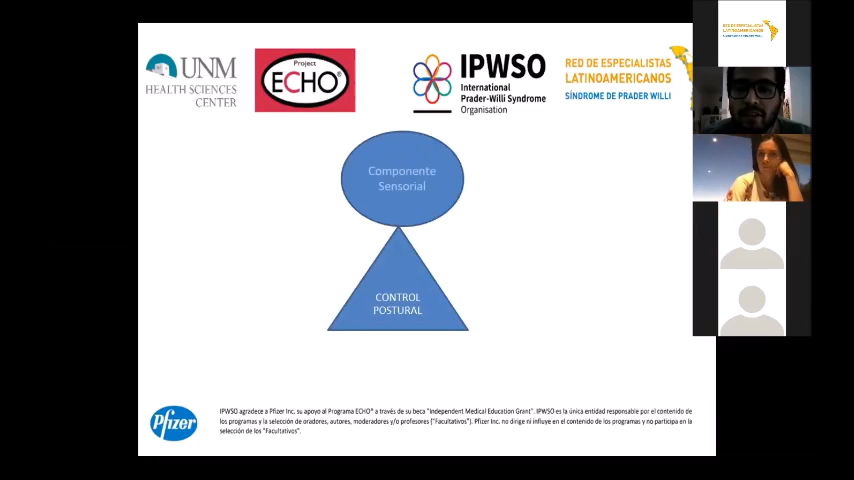 UNM
HEALTH SCIENCES
CENTER
Project
ECHO®
IPWSO
International
Prader-Willi Syndrome
Organisation
RED DE ESPECIALISTAS
LATINOAMERICANOS
SÍNDROME DE PRADER WILLI
RED DE ESPECIALISTAS
LATINOAMERICANOS
Componente
Sensorial
CONTROL
POSTURAL
Pfizer
IPWSO agradece a Pfizer Inc. su apoyo al Programa ECHO® a través de su beca "Independent Medical Education Grant". IPWSO es la única entidad responsable por el contenido de
los programas y la selección de oradores, autores, moderadores y/o profesores ("Facultativos"). Pfizer Inc. no dirige ni influye en el contenido de los programas y no participa en la
selección de los "Facultativos".